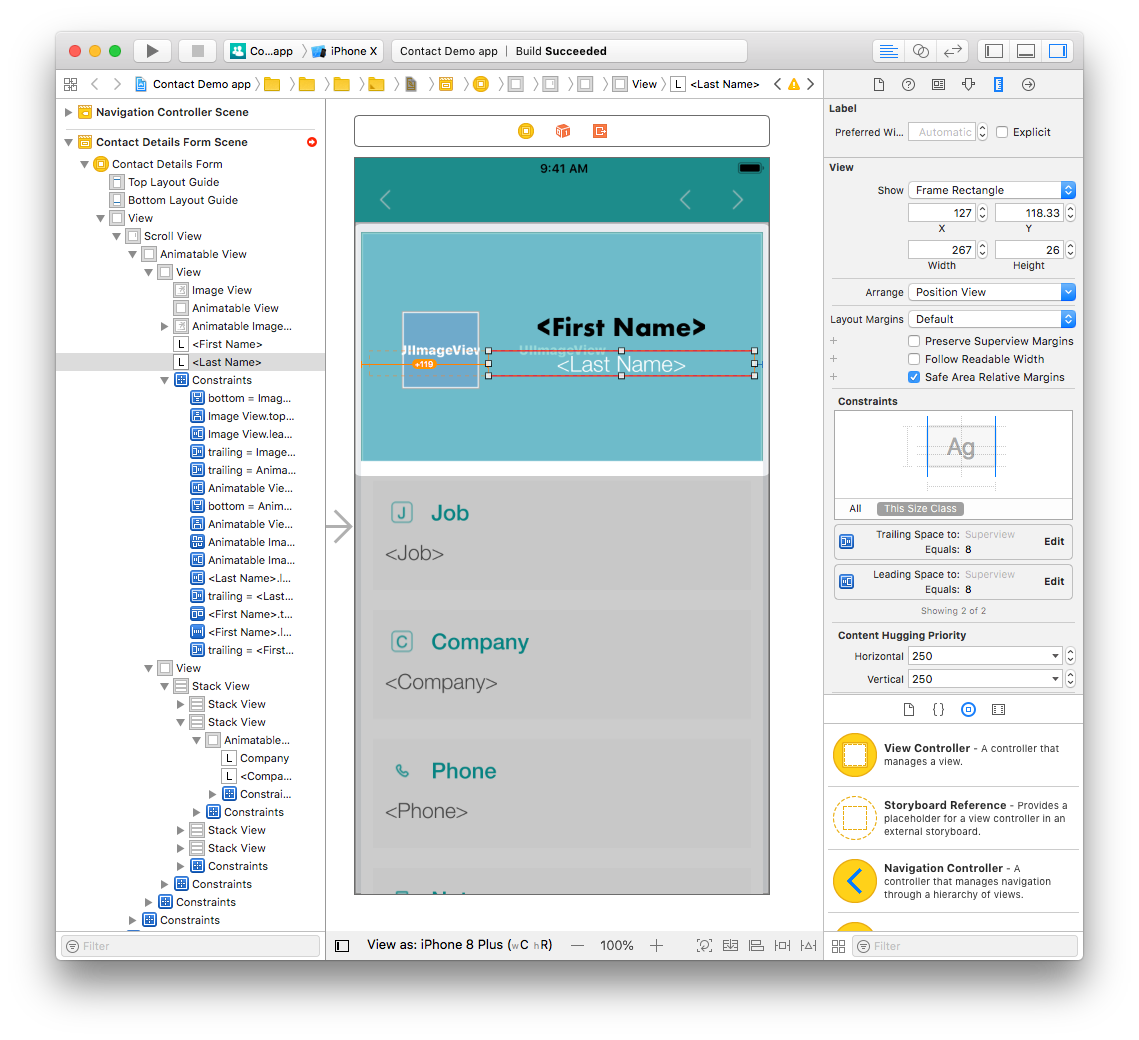 Co...app
iPhone X
Contact Demo app | Build Succeeded
Contact Demo app
View
L
<Last Name>
Navigation Controller Scene
Contact Details Form Scene
Contact Details Form
Top Layout Guide
Bottom Layout Guide
View
Scroll View
Animatable View
View
Image View
Animatable View
Animatable Image...
L <First Name>
L <Last Name>
Constraints
bottom = Imag...
Image View.top...
Image View.lea...
trailing = Image...
trailing = Anima...
Animatable Vie...
bottom = Anim...
Animatable Vie...
Animatable Ima...
Animatable Ima...
<Last Name>.l...
trailing = <Last...
<First Name>.t...
<First Name>.l...
trailing = <First...
View
Stack View
Stack View
Stack View
Animatable...
L Company
L <Compa...
Constrai...
Constraints
Stack View
Stack View
Constraints
Constraints
Constraints
Constraints
Filter
9:41 AM
<First Name>
UIImageView
UIImageView
<Last Name>
+119
J Job
<Job>
C Company
<Company>
Phone
<Phone>
View as: iPhone 8 Plus (wC hR)
100%
Label
Preferred Wi...
Automatic
Explicit
View
Show
Frame Rectangle
127
118.33
X
Y
267
26
Width
Height
Arrange
Position View
Layout Margins
Default
Preserve Superview Margins
Follow Readable Width
Safe Area Relative Margins
Constraints
Ag
All
This Size Class
Trailing Space to: Superview
Equals: 8
Edit
Leading Space to: Superview
Equals: 8
Edit
Showing 2 of 2
Content Hugging Priority
Horizontal
250
Vertical
250
{}
View Controller - A controller that
manages a view.
Storyboard Reference - Provides a
placeholder for a view controller in an
external storyboard.
Navigation Controller - A
controller that manages navigation
through a hierarchy of views.
Filter